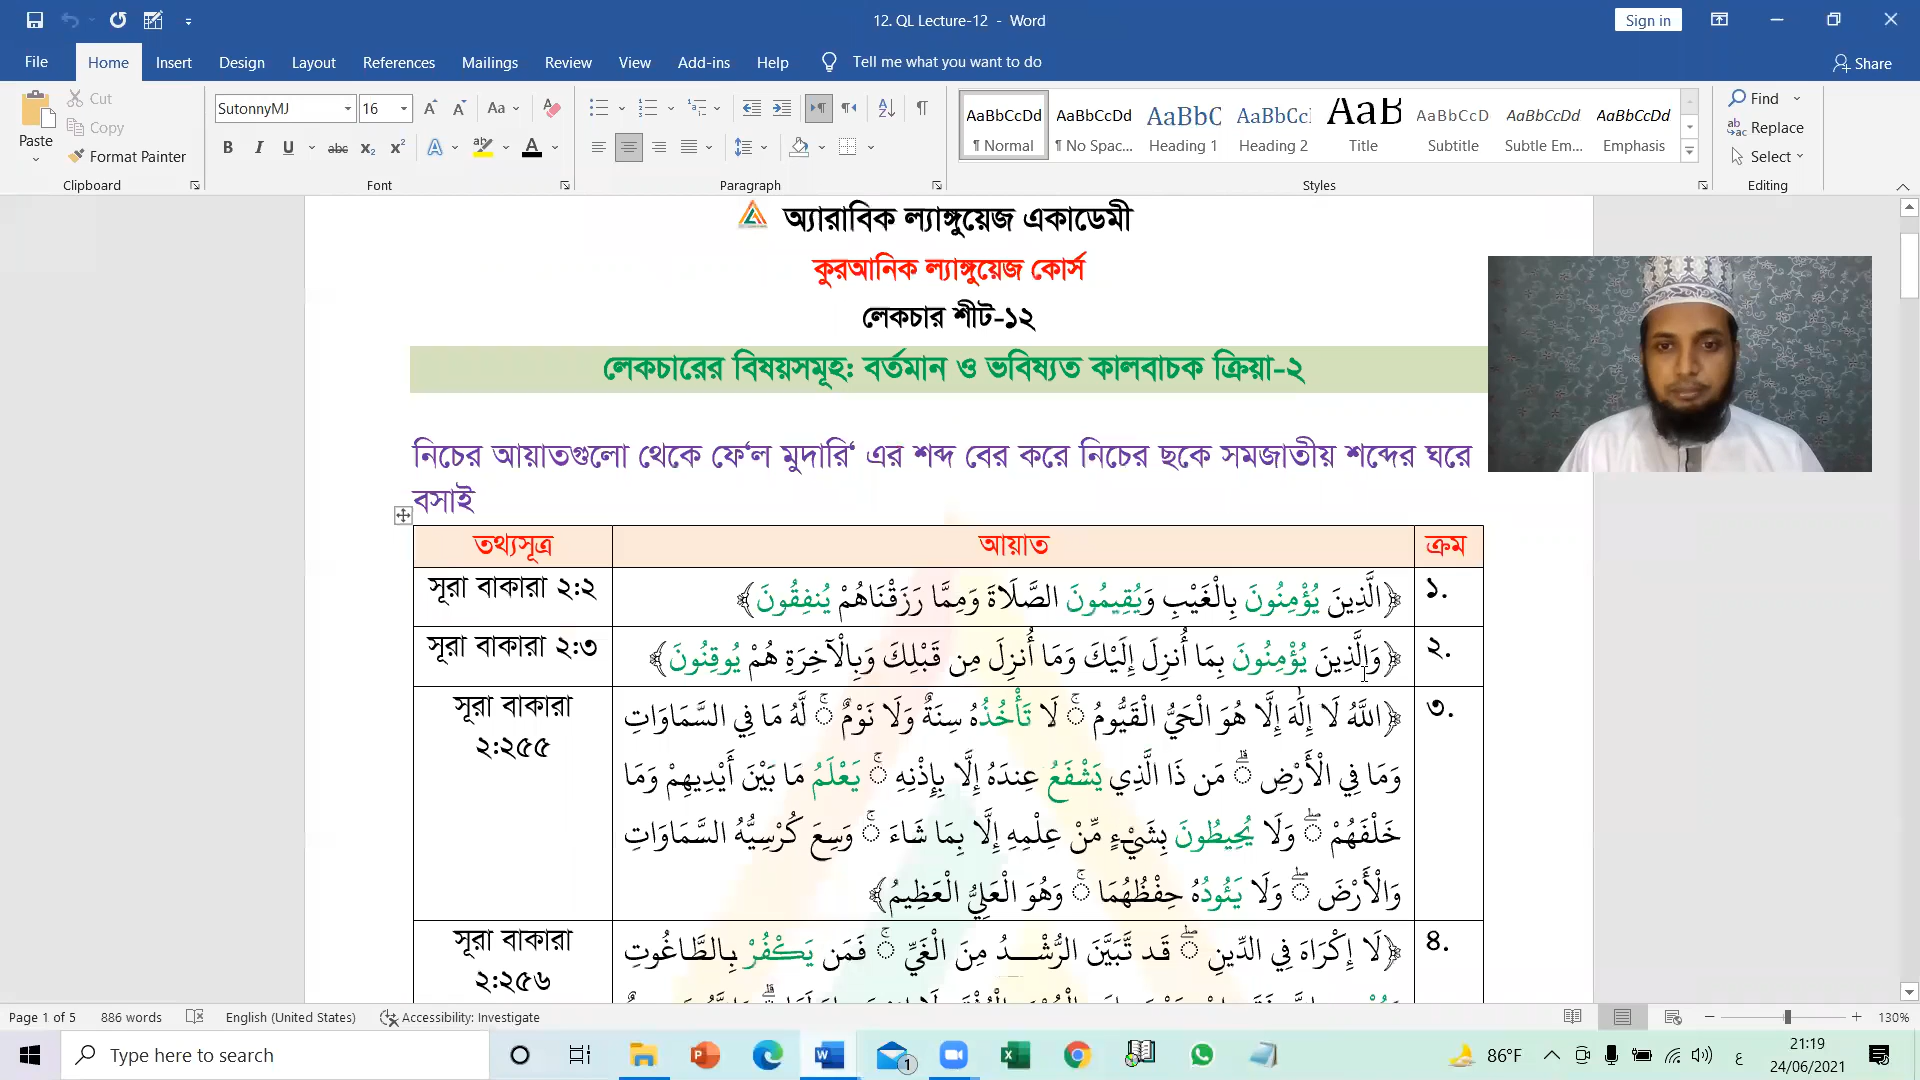 12. QL Lecture-12 - Word
Sign in
File Home Insert Design Layout References Mailings Review View Add-ins Help Tell me what you want to do Share
Cut
Copy
Format Painter
Paste
SutonnyMJ 16
AaBbCcDd AaBbCcDd AaBbC AaBbCcI AaB AaBbCcD AaBbCcDd AaBbCcDd
¶ Normal ¶ No Spac... Heading 1 Heading 2 Title Subtitle Subtle Em... Emphasis
Find
Replace
Select
Clipboard Font Paragraph Styles Editing
অ্যারাবিক ল্যাঙ্গুয়েজ একাডেমী
কুরআনিক ল্যাঙ্গুয়েজ কোর্স
লেকচার শীট-১২
লেকচারের বিষয়সমূহ: বর্তমান ও ভবিষ্যত কালবাচক ক্রিয়া-২
নিচের আয়াতগুলো থেকে ফে‘ল মুদারি‘ এর শব্দ বের করে নিচের ছকে সমজাতীয় শব্দের ঘরে
বসাই
তথ্যসূত্র আয়াত ক্রম
সূরা বাকারা ২:২
﴿الَّذِينَ يُؤْمِنُونَ بِالْغَيْبِ وَيُقِيمُونَ الصَّلَاةَ وَمِمَّا رَزَقْنَاهُمْ يُنفِقُونَ﴾
১.
সূরা বাকারা ২:৩
﴿وَالَّذِينَ يُؤْمِنُونَ بِمَا أُنزِلَ إِلَيْكَ وَمَا أُنزِلَ مِن قَبْلِكَ وَبِالْآخِرَةِ هُمْ يُوقِنُونَ﴾
২.
সূরা বাকারা
২:২৫৫
﴿اللَّهُ لَا إِلَٰهَ إِلَّا هُوَ الْحَيُّ الْقَيُّومُ ۚ لَا تَأْخُذُهُ سِنَةٌ وَلَا نَوْمٌ ۚ لَّهُ مَا فِي السَّمَاوَاتِ
وَمَا فِي الْأَرْضِ ۗ مَن ذَا الَّذِي يَشْفَعُ عِندَهُ إِلَّا بِإِذْنِهِ ۚ يَعْلَمُ مَا بَيْنَ أَيْدِيهِمْ وَمَا
خَلْفَهُمْ ۖ وَلَا يُحِيطُونَ بِشَيْءٍ مِّنْ عِلْمِهِ إِلَّا بِمَا شَاءَ ۚ وَسِعَ كُرْسِيُّهُ السَّمَاوَاتِ
وَالْأَرْضَ ۖ وَلَا يَئُودُهُ حِفْظُهُمَا ۚ وَهُوَ الْعَلِيُّ الْعَظِيمُ﴾
৩.
সূরা বাকারা
২:২৫৬
﴿لَا إِكْرَاهَ فِي الدِّينِ ۖ قَد تَّبَيَّنَ الرُّشْدُ مِنَ الْغَيِّ ۚ فَمَن يَكْفُرْ بِالطَّاغُوتِ
৪.
Page 1 of 5 886 words English (United States) Accessibility: Investigate 130%
Type here to search
1
86°F
ع
21:19
24/06/2021